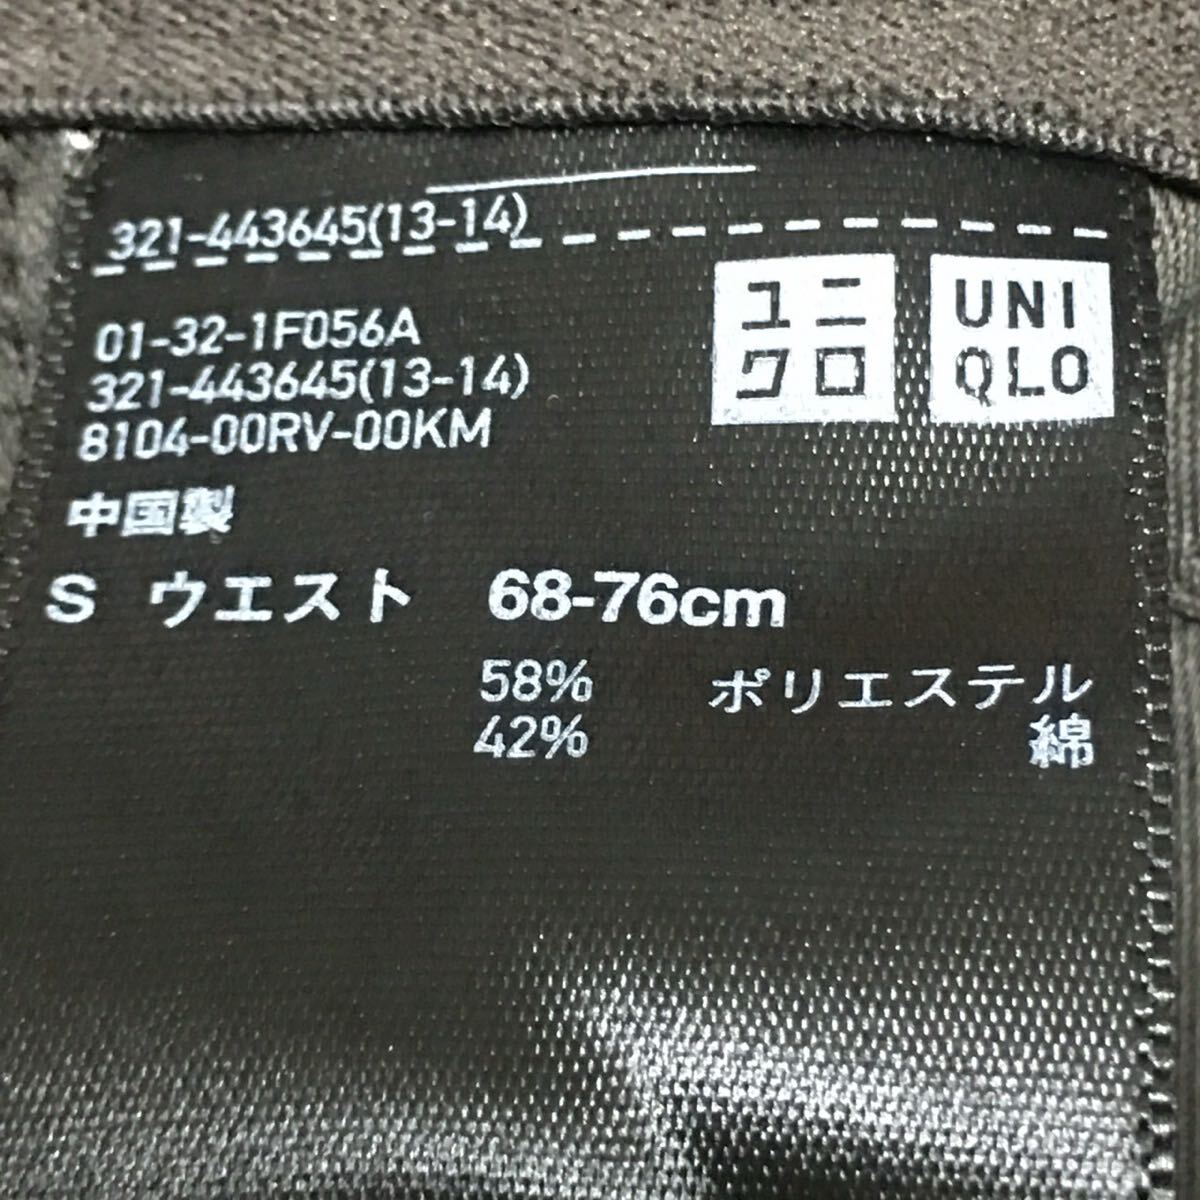 321-443645(13-14)
ユニ
クロ
UNI
QLO
01-32-1F056A
321-443645(13-14)
8104-00RV-00KM
中国製
S ウエスト 68-76cm
58% ポリエステル
42% 綿